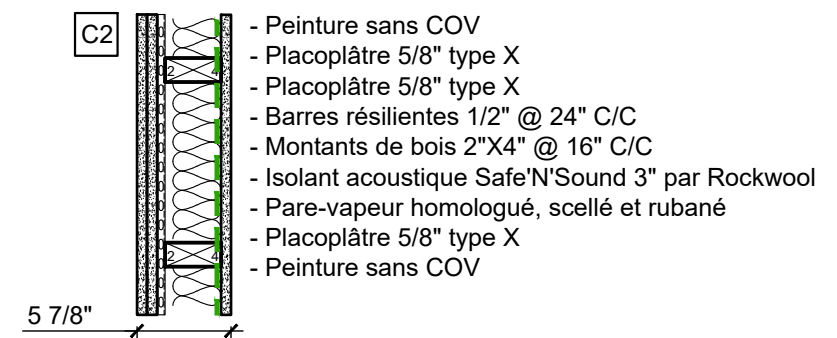 C2
- Peinture sans COV
- Placoplâtre 5/8" type X
- Placoplâtre 5/8" type X
- Barres résilientes 1/2" @ 24" C/C
- Montants de bois 2"X4" @ 16" C/C
- Isolant acoustique Safe'N'Sound 3" par Rockwool
- Pare-vapeur homologué, scellé et rubané
- Placoplâtre 5/8" type X
- Peinture sans COV
2 4
2 4
5 7/8"